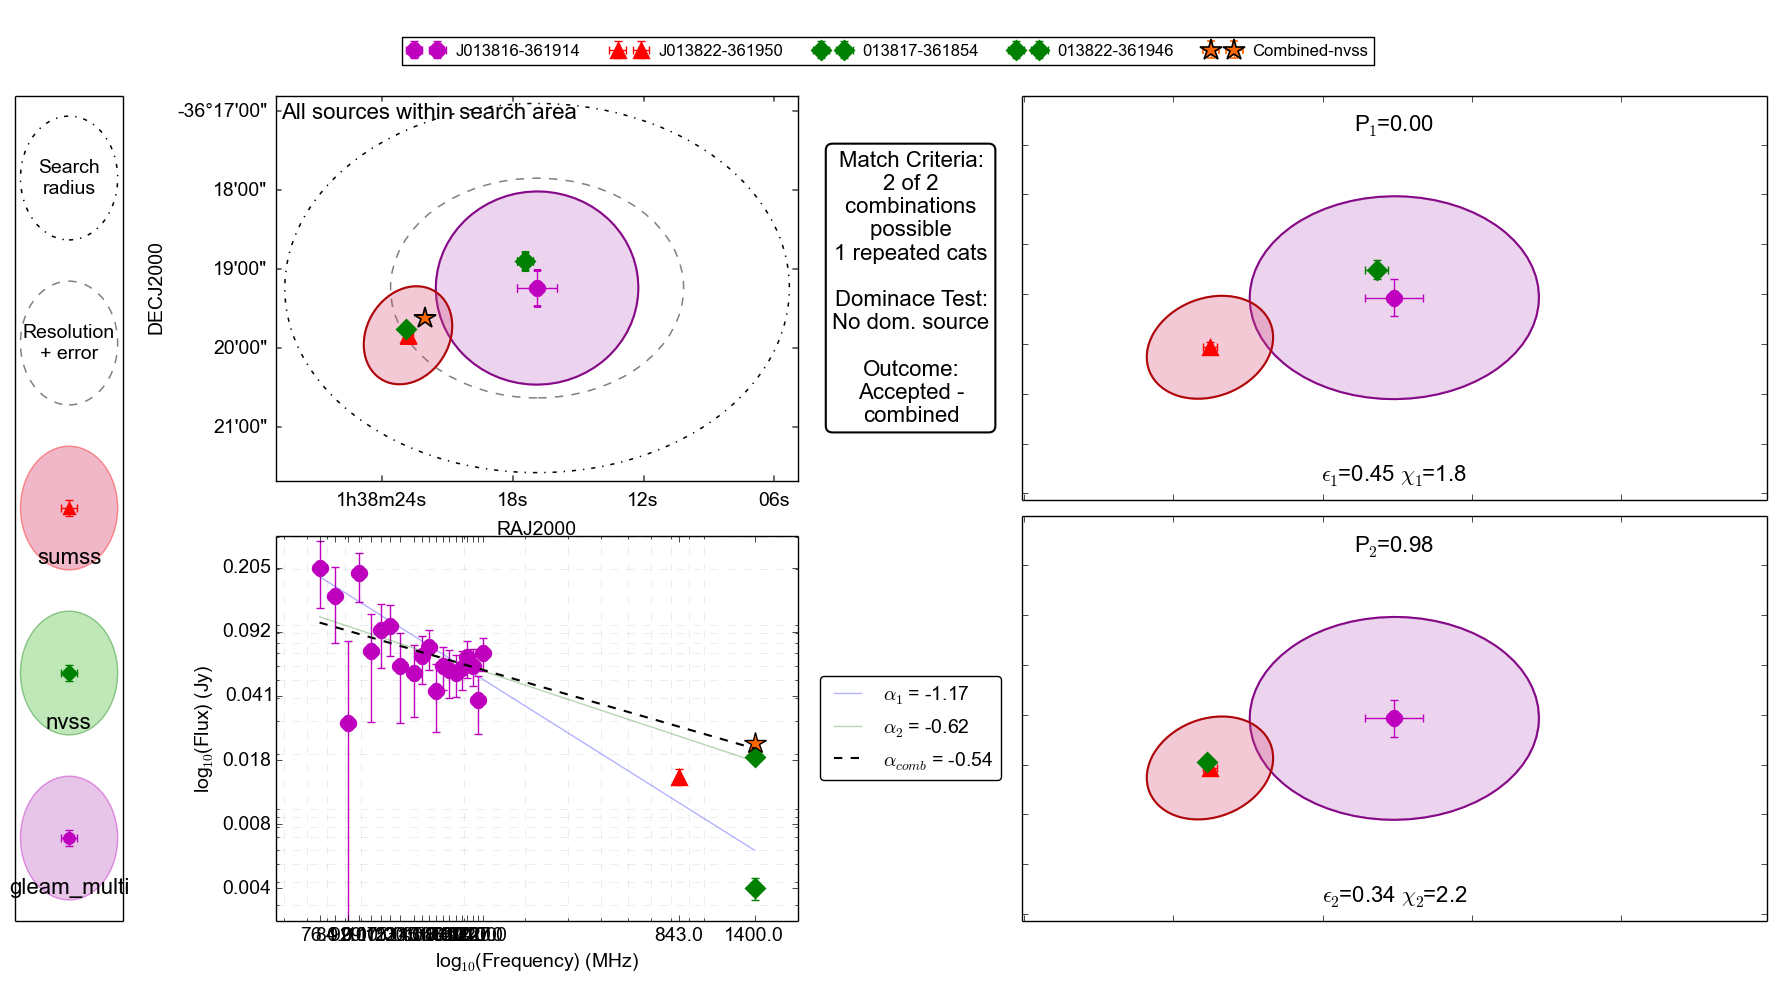 J013816-361914
J013822-361950
013817-361854
013822-361946
Combined-nvss
Search
radius
Resolution
+ error
sumss
nvss
gleam_multi
All sources within search area
-36°17'00"
18'00"
19'00"
20'00"
21'00"
DECJ2000
1h38m24s
18s
12s
06s
RAJ2000
Match Criteria:
2 of 2
combinations
possible
1 repeated cats
Dominace Test:
No dom. source
Outcome:
Accepted -
combined
P1=0.00
ϵ1=0.45 χ1=1.8
P2=0.98
ϵ2=0.34 χ2=2.2
0.205
0.092
0.041
0.018
0.008
0.004
log10(Flux) (Jy)
843.0
1400.0
log10(Frequency) (MHz)
α1 = -1.17
α2 = -0.62
αcomb = -0.54